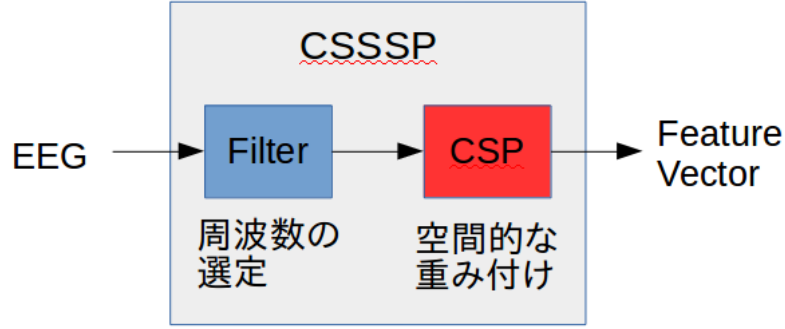 CSSSP
EEG
Filter
CSP
Feature
Vector
周波数の
選定
空間的な
重み付け